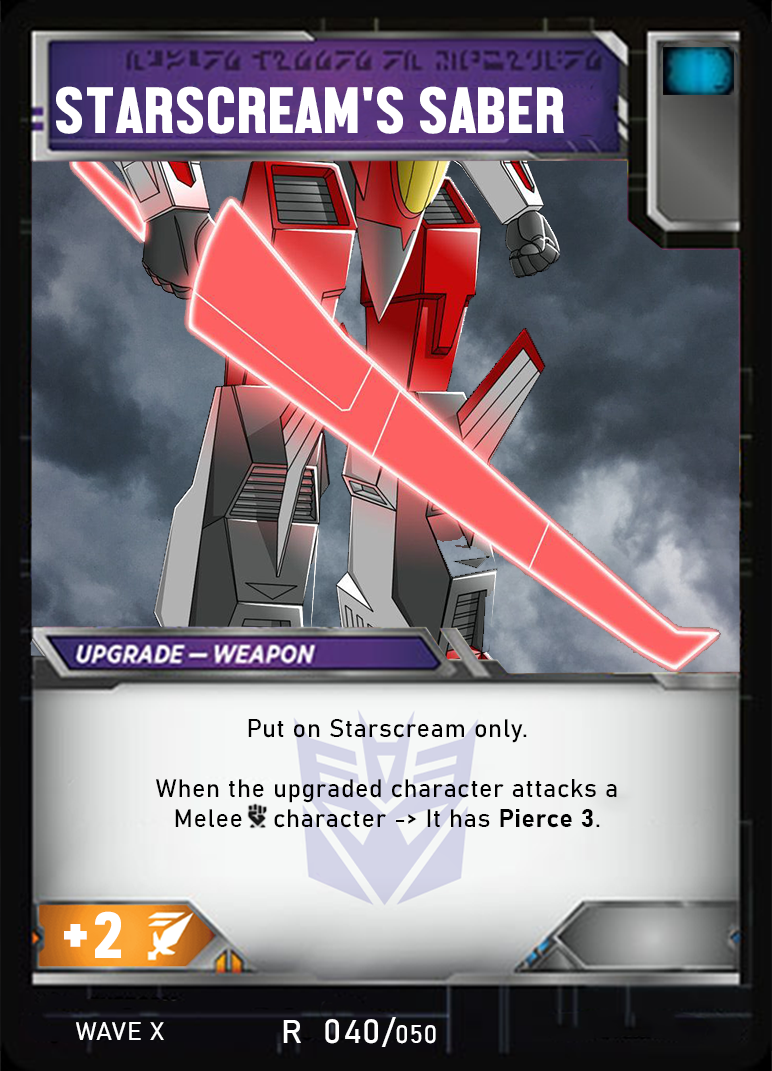 STARSCREAM'S SABER
UPGRADE – WEAPON
Put on Starscream only.
When the upgraded character attacks a
Melee character -> It has Pierce 3.
+2
WAVE X
R 040/050